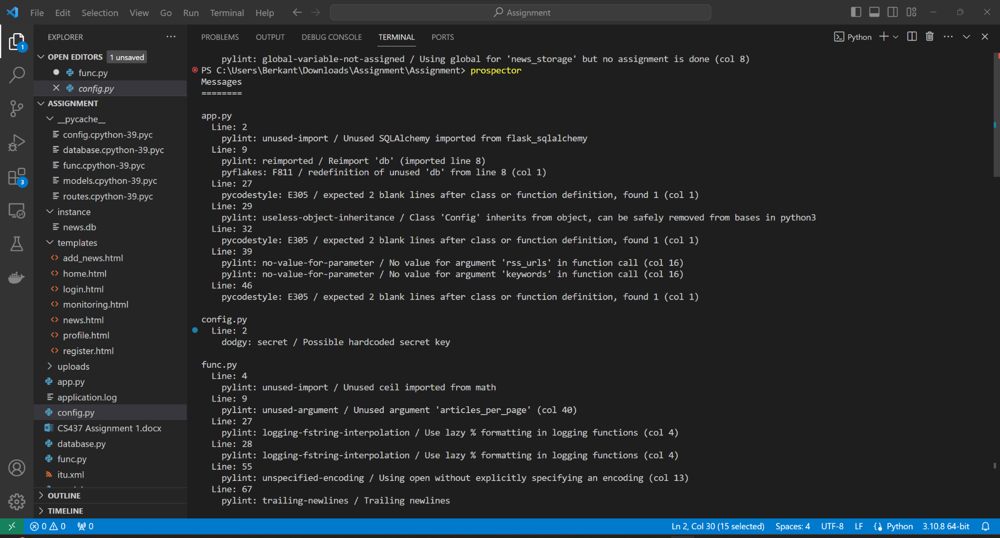 File Edit Selection View Go Run Terminal Help
Assignment
EXPLORER
1
OPEN EDITORS 1 unsaved
func.py
config.py
ASSIGNMENT
__pycache__
config.cpython-39.pyc
database.cpython-39.pyc
func.cpython-39.pyc
models.cpython-39.pyc
routes.cpython-39.pyc
3
instance
news.db
templates
add_news.html
home.html
login.html
monitoring.html
news.html
profile.html
register.html
uploads
app.py
application.log
config.py
CS437 Assignment 1.docx
database.py
func.py
itu.xml
OUTLINE
TIMELINE
PROBLEMS OUTPUT DEBUG CONSOLE TERMINAL PORTS
Python
pylint: global-variable-not-assigned / Using global for 'news_storage' but no assignment is done (col 8)
PS C:\Users\Berkant\Downloads\Assignment\Assignment> prospector
Messages
========
app.py
Line: 2
pylint: unused-import / Unused SQLAlchemy imported from flask_sqlalchemy
Line: 9
pylint: reimported / Reimport 'db' (imported line 8)
pyflakes: F811 / redefinition of unused 'db' from line 8 (col 1)
Line: 27
pycodestyle: E305 / expected 2 blank lines after class or function definition, found 1 (col 1)
Line: 29
pylint: useless-object-inheritance / Class 'Config' inherits from object, can be safely removed from bases in python3
Line: 32
pycodestyle: E305 / expected 2 blank lines after class or function definition, found 1 (col 1)
Line: 39
pylint: no-value-for-parameter / No value for argument 'rss_urls' in function call (col 16)
pylint: no-value-for-parameter / No value for argument 'keywords' in function call (col 16)
Line: 46
pycodestyle: E305 / expected 2 blank lines after class or function definition, found 1 (col 1)
config.py
Line: 2
dodgy: secret / Possible hardcoded secret key
func.py
Line: 4
pylint: unused-import / Unused ceil imported from math
Line: 9
pylint: unused-argument / Unused argument 'articles_per_page' (col 40)
Line: 27
pylint: logging-fstring-interpolation / Use lazy % formatting in logging functions (col 4)
Line: 28
pylint: logging-fstring-interpolation / Use lazy % formatting in logging functions (col 4)
Line: 55
pylint: unspecified-encoding / Using open without explicitly specifying an encoding (col 13)
Line: 67
pylint: trailing-newlines / Trailing newlines
0 0 0
Ln 2, Col 30 (15 selected) Spaces: 4 UTF-8 LF Python 3.10.8 64-bit